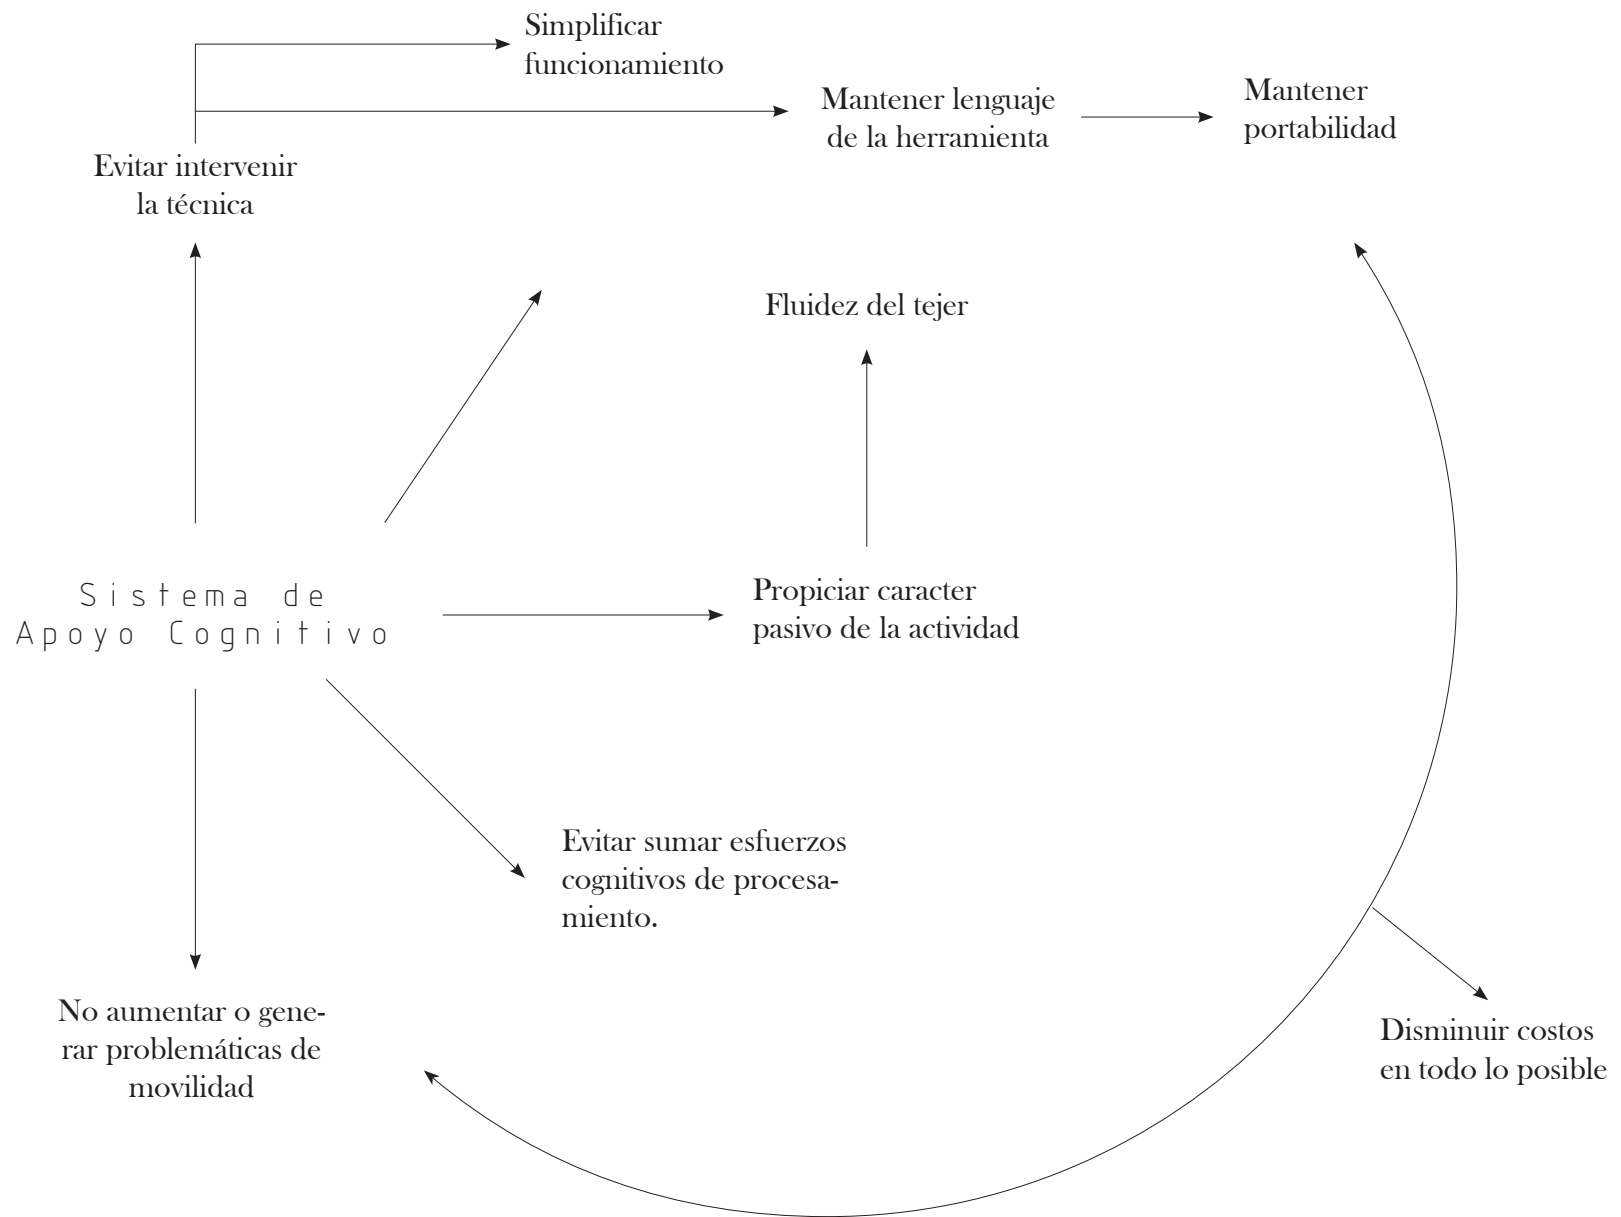 Simplificar
funcionamiento
Mantener lenguaje
de la herramienta
Mantener
portabilidad
Evitar intervenir
la técnica
Fluidez del tejer
Sistema de
Apoyo Cognitivo
Propiciar caracter
pasivo de la actividad
Evitar sumar esfuerzos
cognitivos de procesa-
miento.
No aumentar o gene-
rar problemáticas de
movilidad
Disminuir costos
en todo lo posible